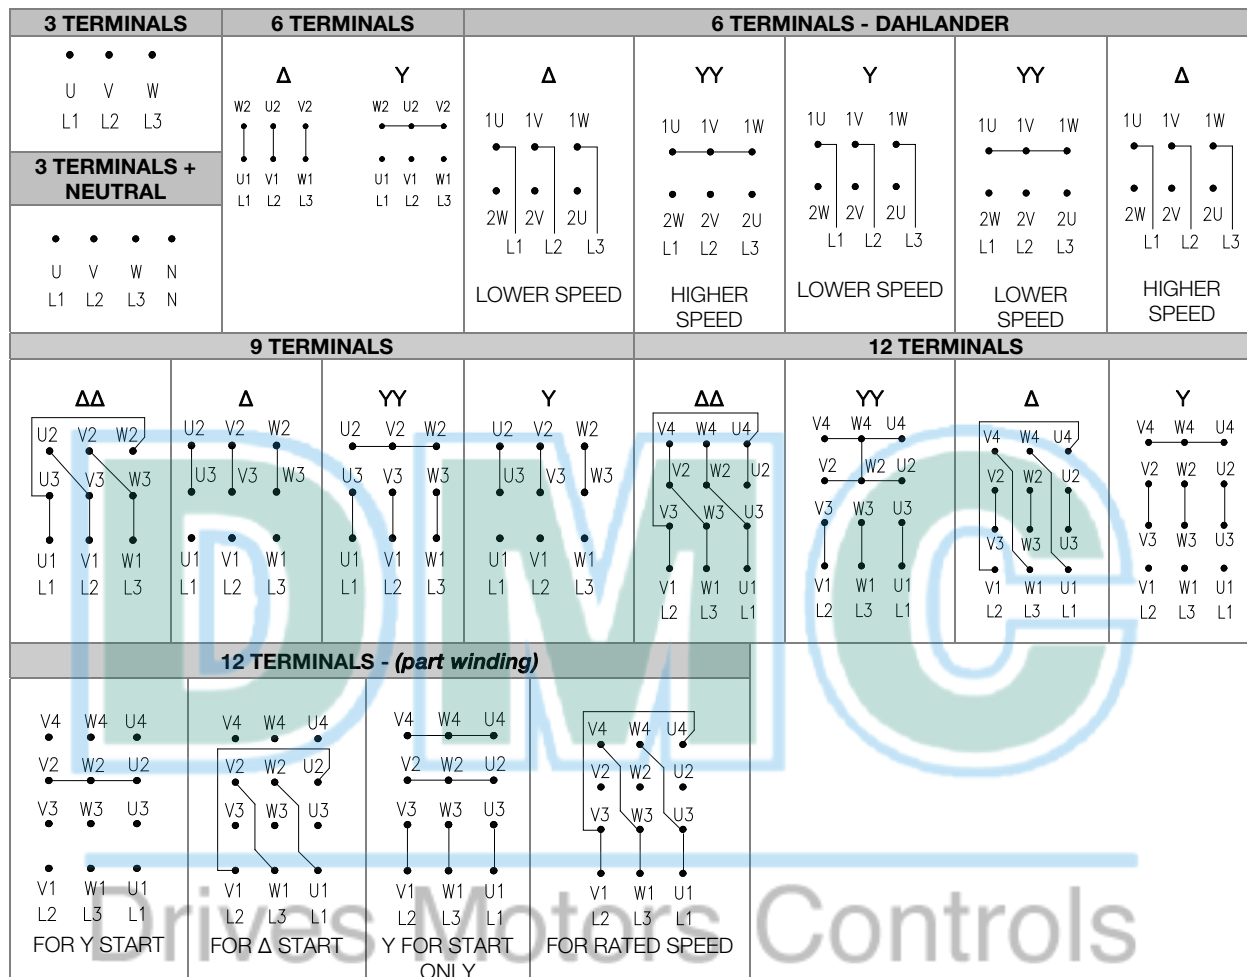 3 TERMINALS
U V W
L1 L2 L3
3 TERMINALS +
NEUTRAL
U V W N
L1 L2 L3 N
6 TERMINALS
Δ
W2 U2 V2
U1 V1 W1
L1 L2 L3
Y
W2 U2 V2
U1 V1 W1
L1 L2 L3
6 TERMINALS - DAHLANDER
Δ
1U 1V 1W
2W 2V 2U
L1 L2 L3
LOWER SPEED
YY
1U 1V 1W
2W 2V 2U
L1 L2 L3
HIGHER
SPEED
Y
1U 1V 1W
2W 2V 2U
L1 L2 L3
LOWER SPEED
YY
1U 1V 1W
2W 2V 2U
L1 L2 L3
LOWER
SPEED
Δ
1U 1V 1W
2W 2V 2U
L1 L2 L3
HIGHER
SPEED
9 TERMINALS
ΔΔ
U2 V2 W2
U3 V3 W3
U1 V1 W1
L1 L2 L3
Δ
U2 V2 W2
U3 V3 W3
U1 V1 W1
L1 L2 L3
YY
U2 V2 W2
U3 V3 W3
U1 V1 W1
L1 L2 L3
Y
U2 V2 W2
U3 V3 W3
U1 V1 W1
L1 L2 L3
12 TERMINALS
ΔΔ
V4 W4 U4
V2 W2 U2
V3 W3 U3
V1 W1 U1
L2 L3 L1
YY
V4 W4 U4
V2 W2 U2
V3 W3 U3
V1 W1 U1
L2 L3 L1
Δ
V4 W4 U4
V2 W2 U2
V3 W3 U3
V1 W1 U1
L2 L3 L1
Y
V4 W4 U4
V2 W2 U2
V3 W3 U3
V1 W1 U1
L2 L3 L1
12 TERMINALS - (part winding)
V4 W4 U4
V2 W2 U2
V3 W3 U3
V1 W1 U1
L2 L3 L1
FOR Y START
V4 W4 U4
V2 W2 U2
V3 W3 U3
V1 W1 U1
L2 L3 L1
FOR Δ START
V4 W4 U4
V2 W2 U2
V3 W3 U3
V1 W1 U1
L2 L3 L1
Y FOR START
ONLY
V4 W4 U4
V2 W2 U2
V3 W3 U3
V1 W1 U1
L2 L3 L1
FOR RATED SPEED
DMC
Drives Motors Controls